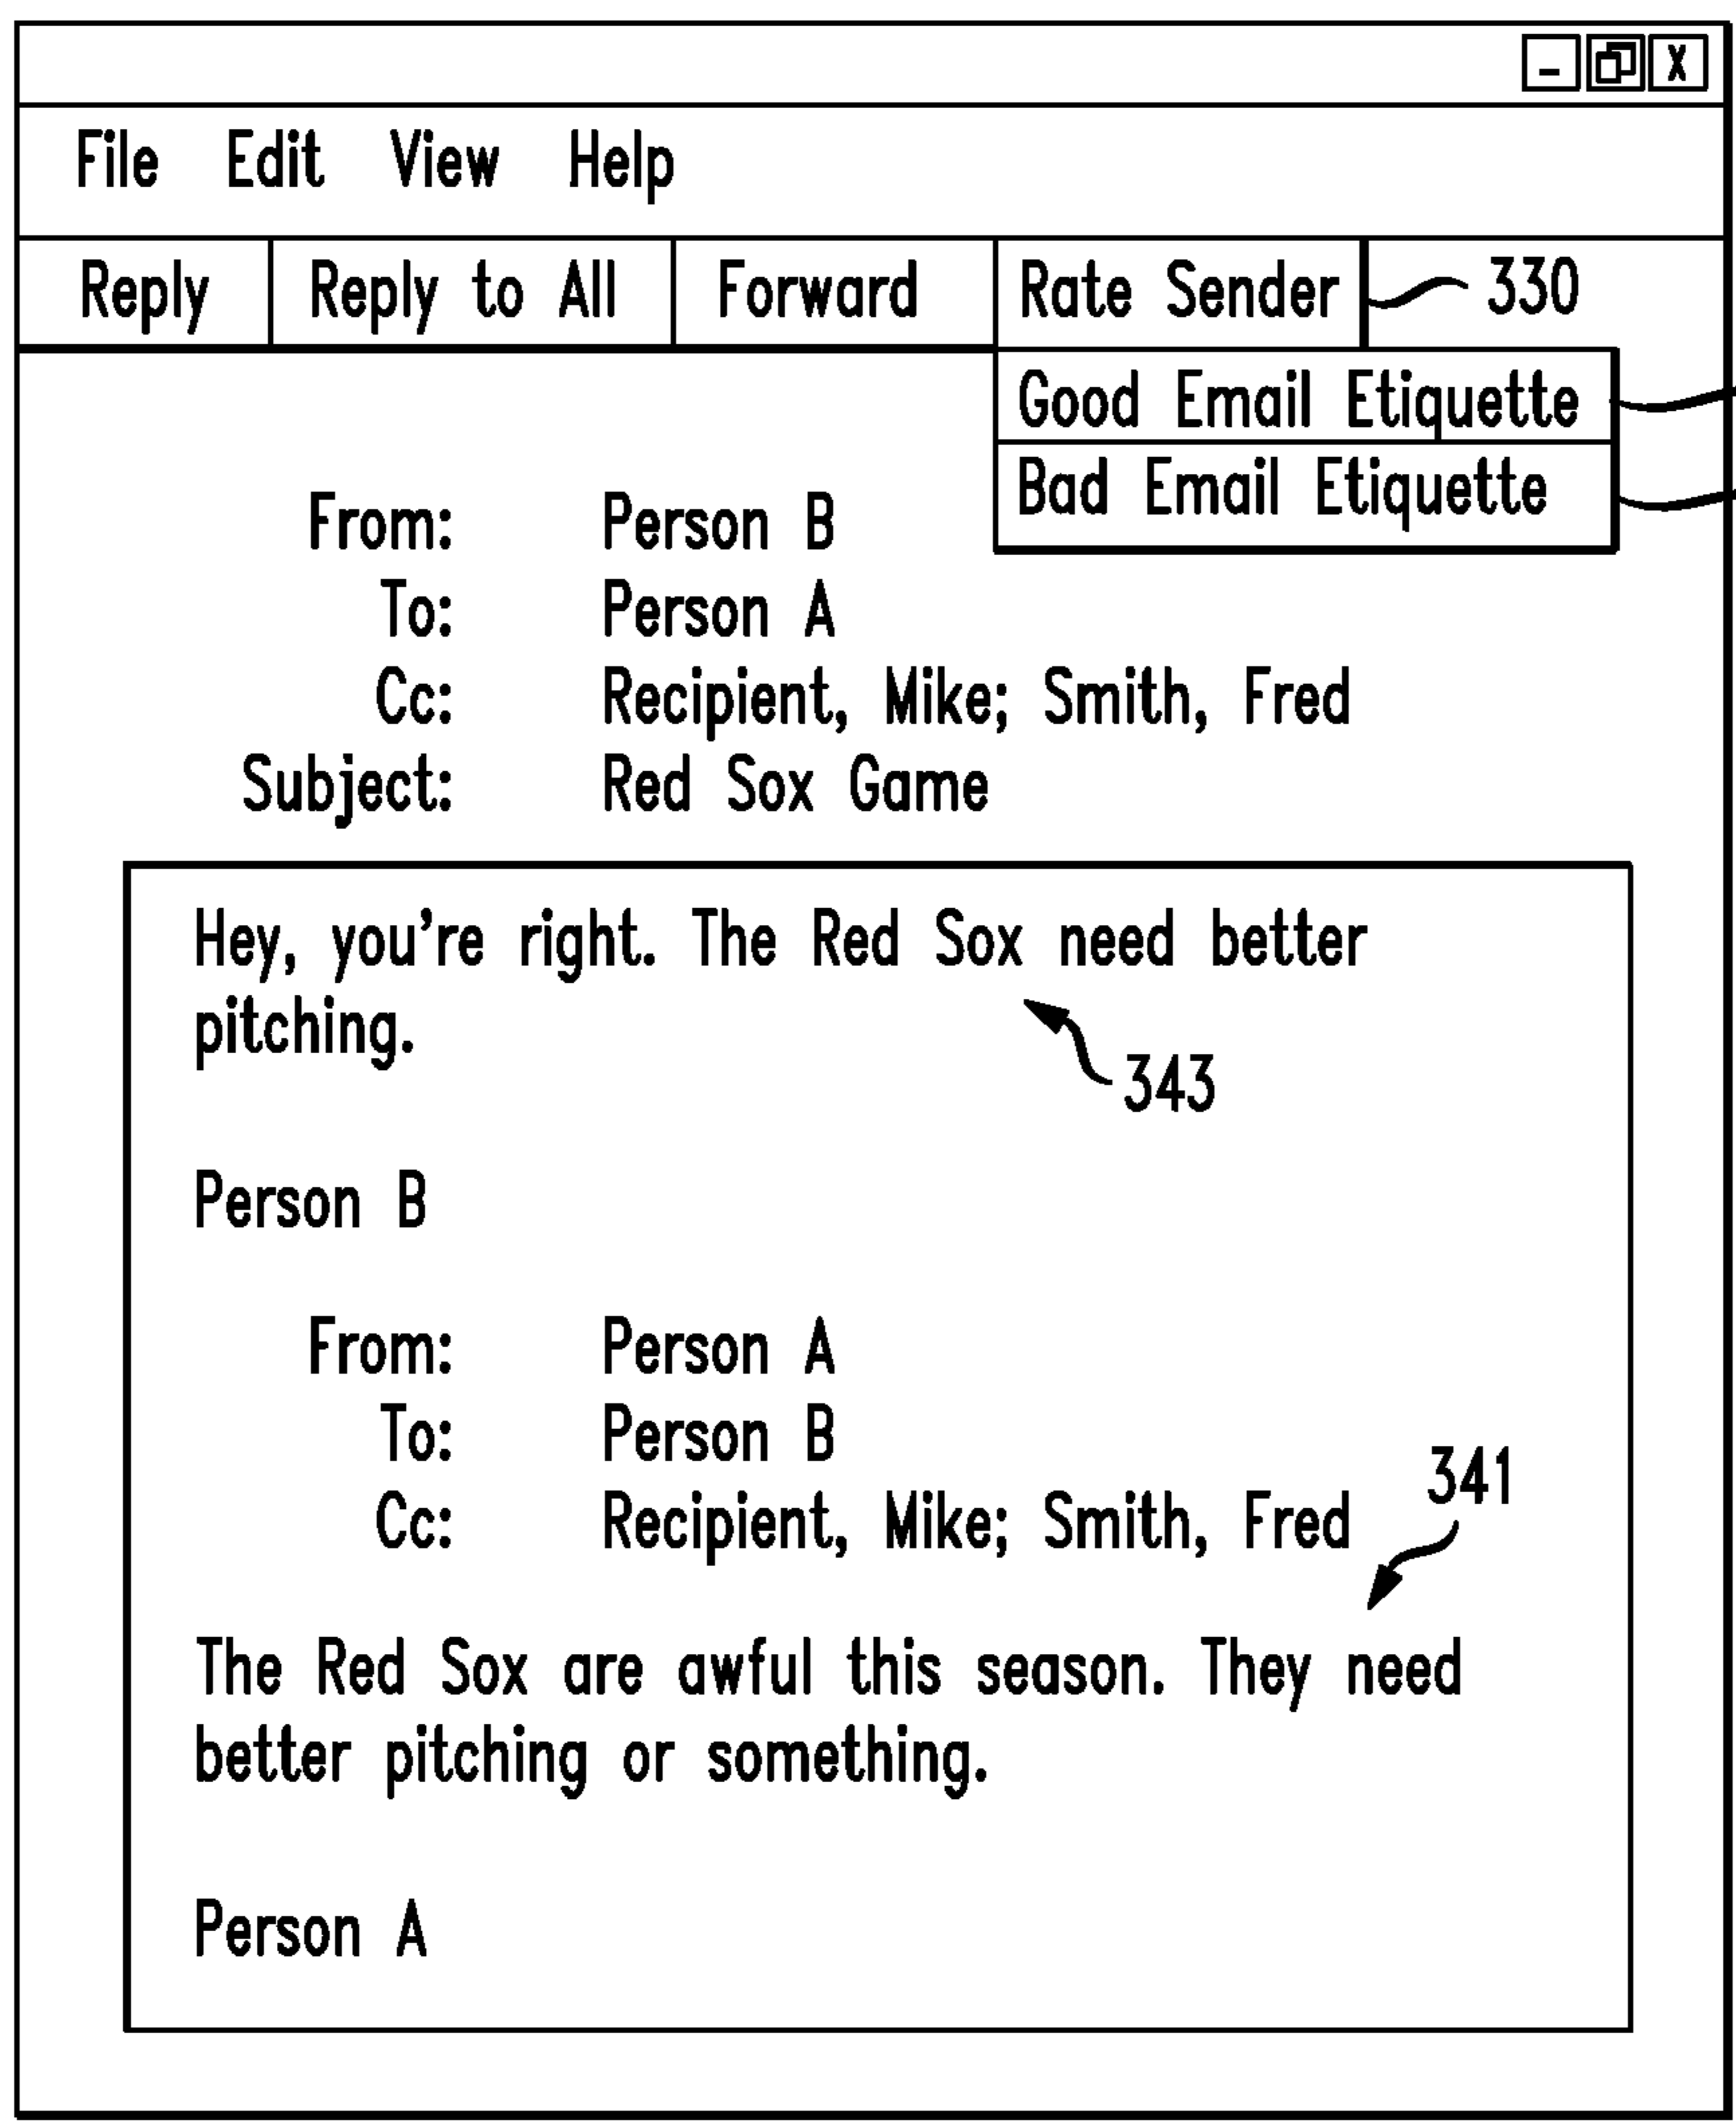 X
File Edit View Help
Reply Reply to All Forward Rate Sender 330
Good Email Etiquette
Bad Email Etiquette
From: Person B
To: Person A
Cc: Recipient, Mike; Smith, Fred
Subject: Red Sox Game
Hey, you're right. The Red Sox need better
pitching.
343
Person B
From: Person A
To: Person B
Cc: Recipient, Mike; Smith, Fred
341
The Red Sox are awful this season. They need
better pitching or something.
Person A